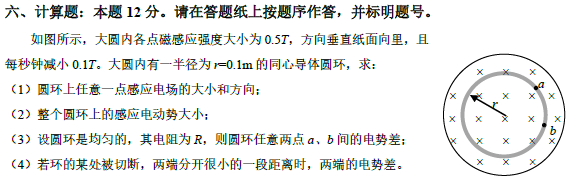 六、计算题：本题 12 分。请在答题纸上按题序作答，并标明题号。
如图所示，大圆内各点磁感应强度大小为 0.5T，方向垂直纸面向里，且
每秒钟减小 0.1T。大圆内有一半径为 r=0.1m 的同心导体圆环，求：
（1）圆环上任意一点感应电场的大小和方向；
（2）整个圆环上的感应电动势大小；
（3）设圆环是均匀的，其电阻为 R，则圆环任意两点 a、b 间的电势差；
（4）若环的某处被切断，两端分开很小的一段距离时，两端的电势差。
a
r
b